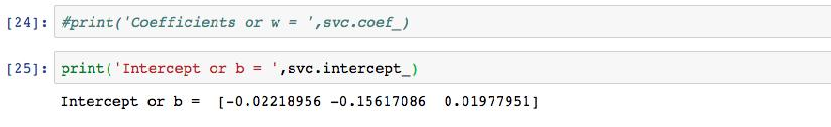 [24]: #print('Coefficients or w = ',svc.coef_)
[25]: print('Intercept or b = ',svc.intercept_)
Intercept or b =  [-0.02218956 -0.15617086  0.01977951]